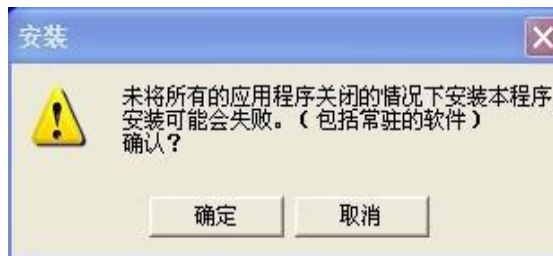 安装
未将所有的应用程序关闭的情况下安装本程序
安装可能会失败。(包括常驻的软件)
确认?
确定
取消